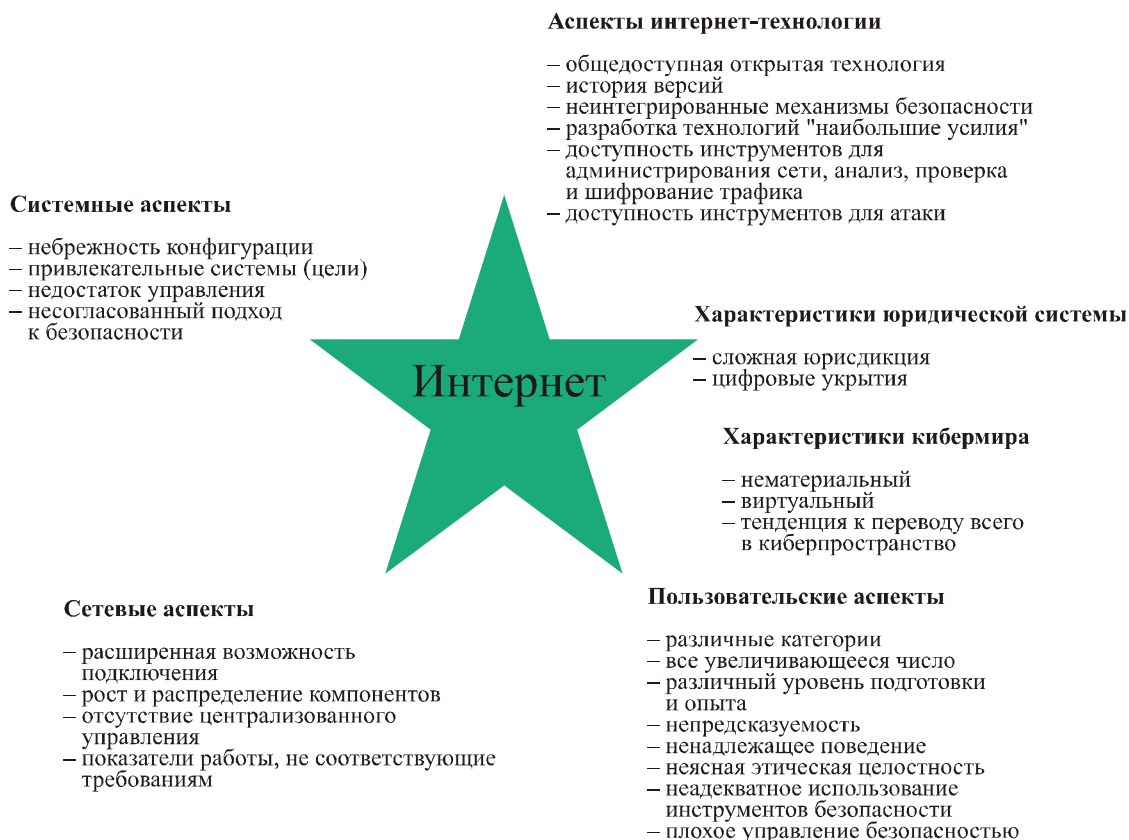 Аспекты интернет-технологии
– общедоступная открытая технология
– история версий
– неинтегрированные механизмы безопасности
– разработка технологий "наибольшие усилия"
– доступность инструментов для
администрирования сети, анализ, проверка
и шифрование трафика
– доступность инструментов для атаки
Системные аспекты
– небрежность конфигурации
– привлекательные системы (цели)
– недостаток управления
– несогласованный подход
к безопасности
Интернет
Характеристики юридической системы
– сложная юрисдикция
– цифровые укрытия
Характеристики кибермира
– нематериальный
– виртуальный
– тенденция к переводу всего
в киберпространство
Сетевые аспекты
– расширенная возможность
подключения
– рост и распределение компонентов
– отсутствие централизованного
управления
– показатели работы, не соответствующие
требованиям
Пользовательские аспекты
– различные категории
– все увеличивающееся число
– различный уровень подготовки
и опыта
– непредсказуемость
– ненадлежащее поведение
– неясная этическая целостность
– неадекватное использование
инструментов безопасности
– плохое управление безопасностью